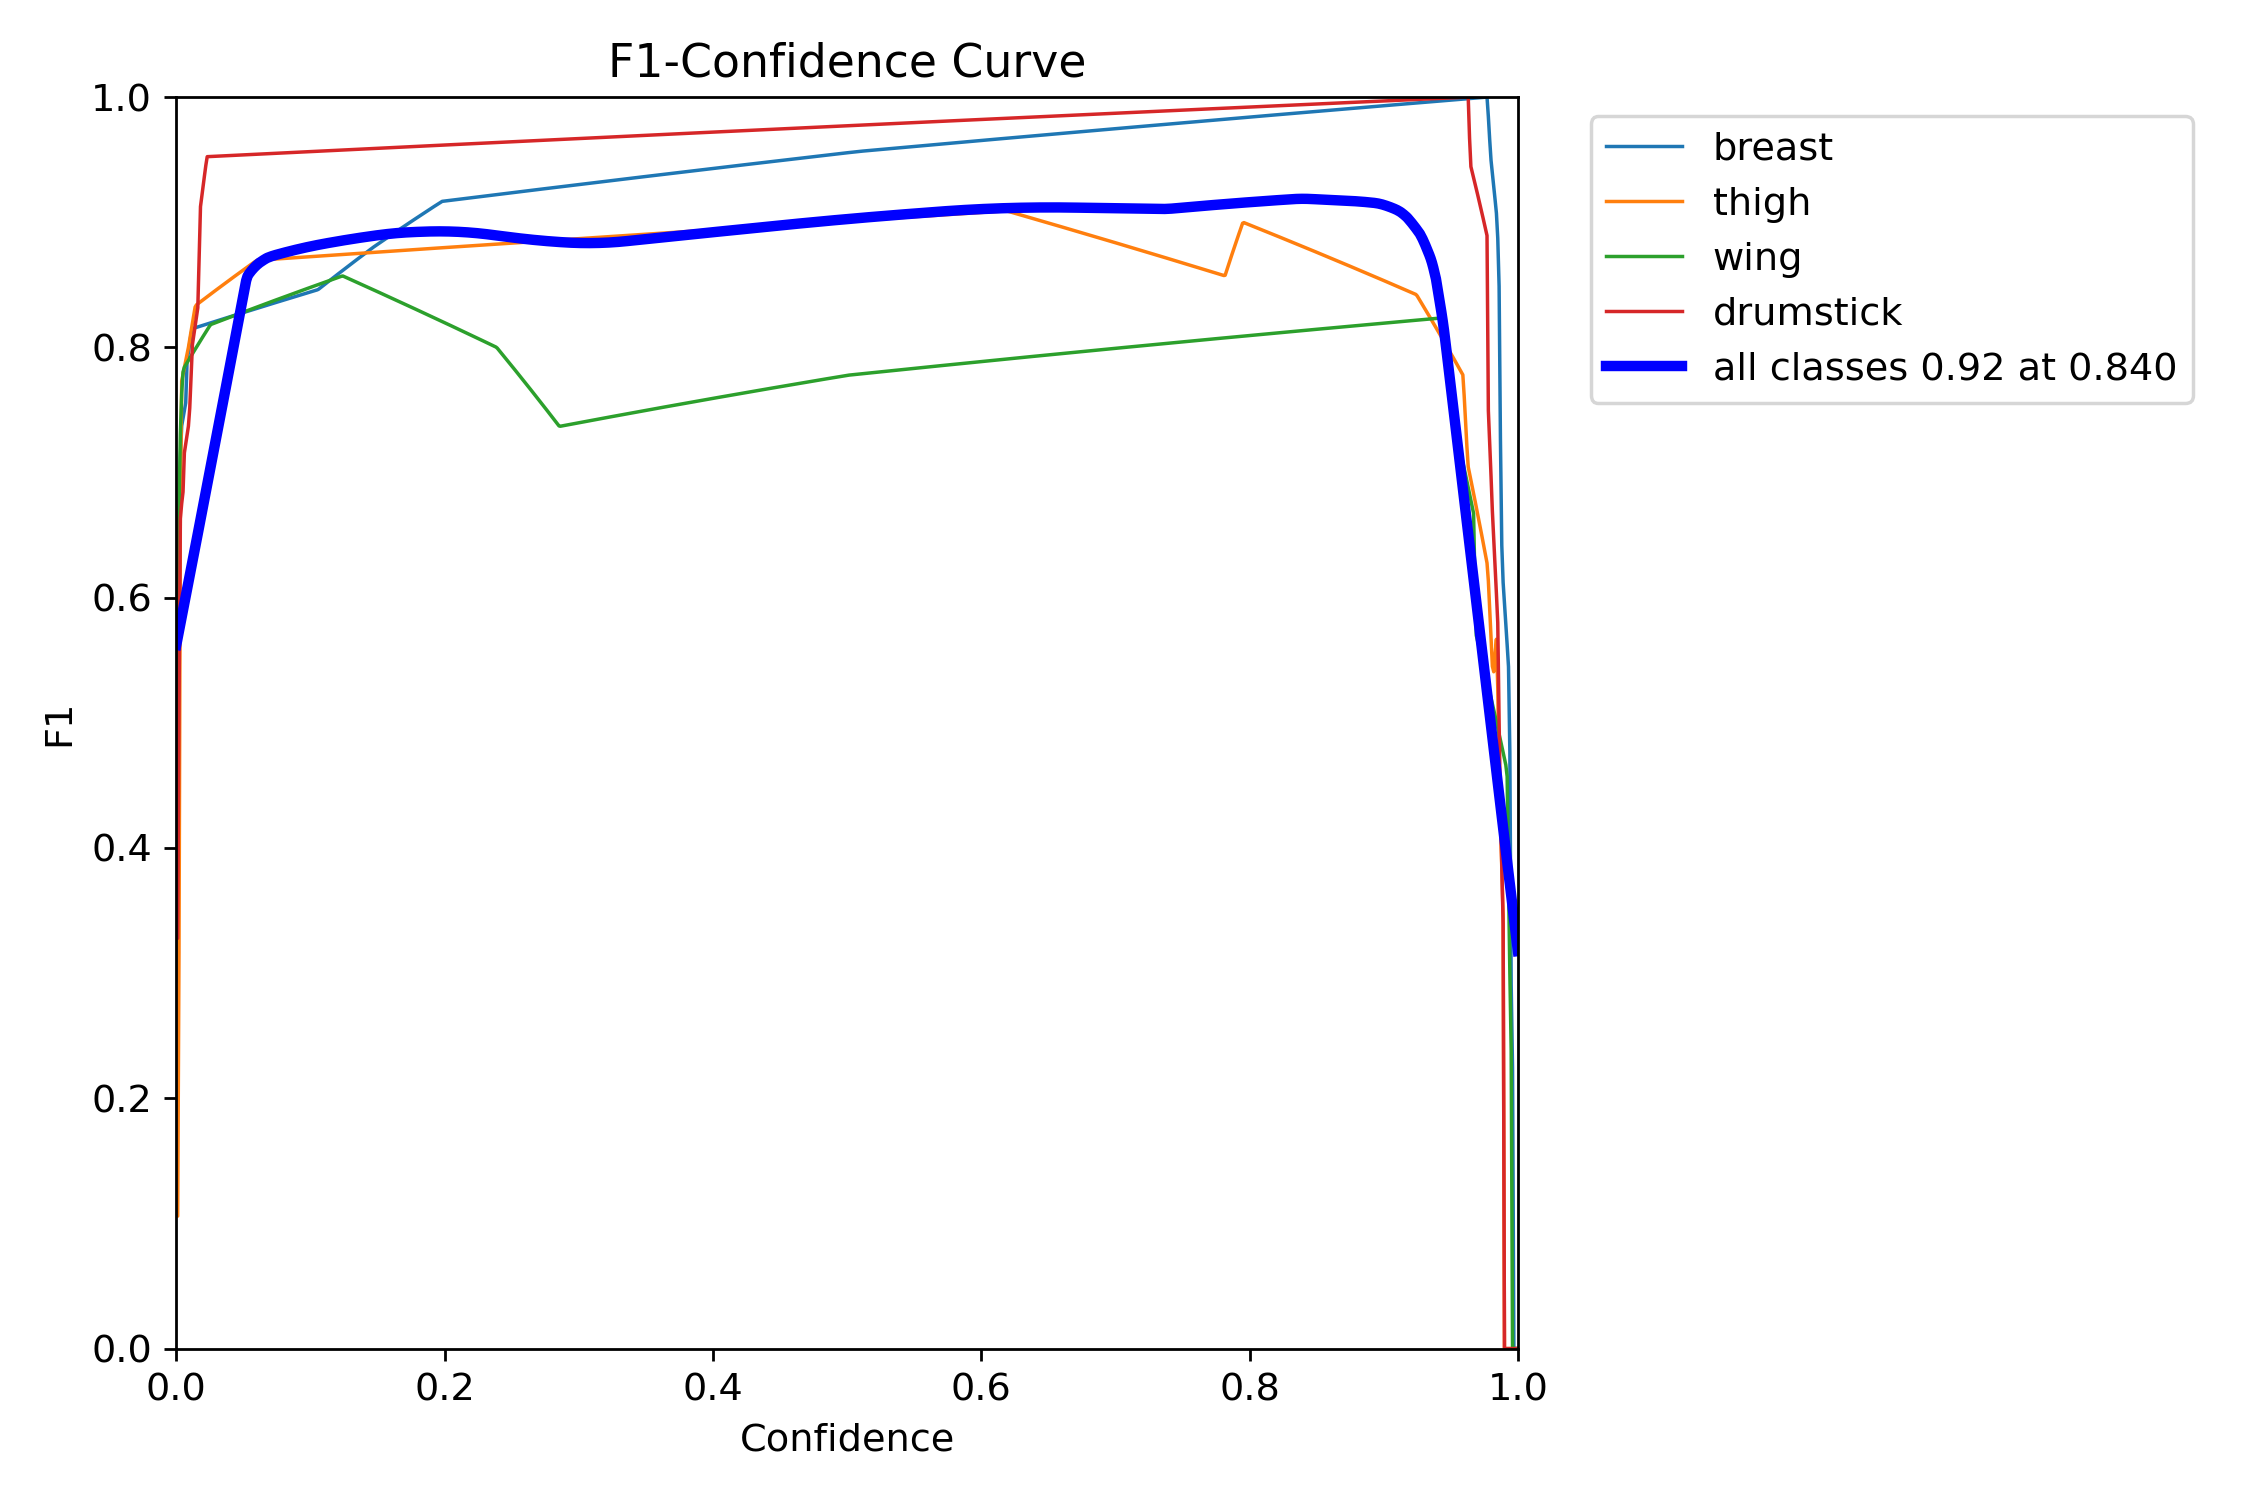 F1-Confidence Curve
1.0
0.8
0.6
0.4
0.2
0.0
F1
0.0 0.2 0.4 0.6 0.8 1.0
Confidence
breast
thigh
wing
drumstick
all classes 0.92 at 0.840